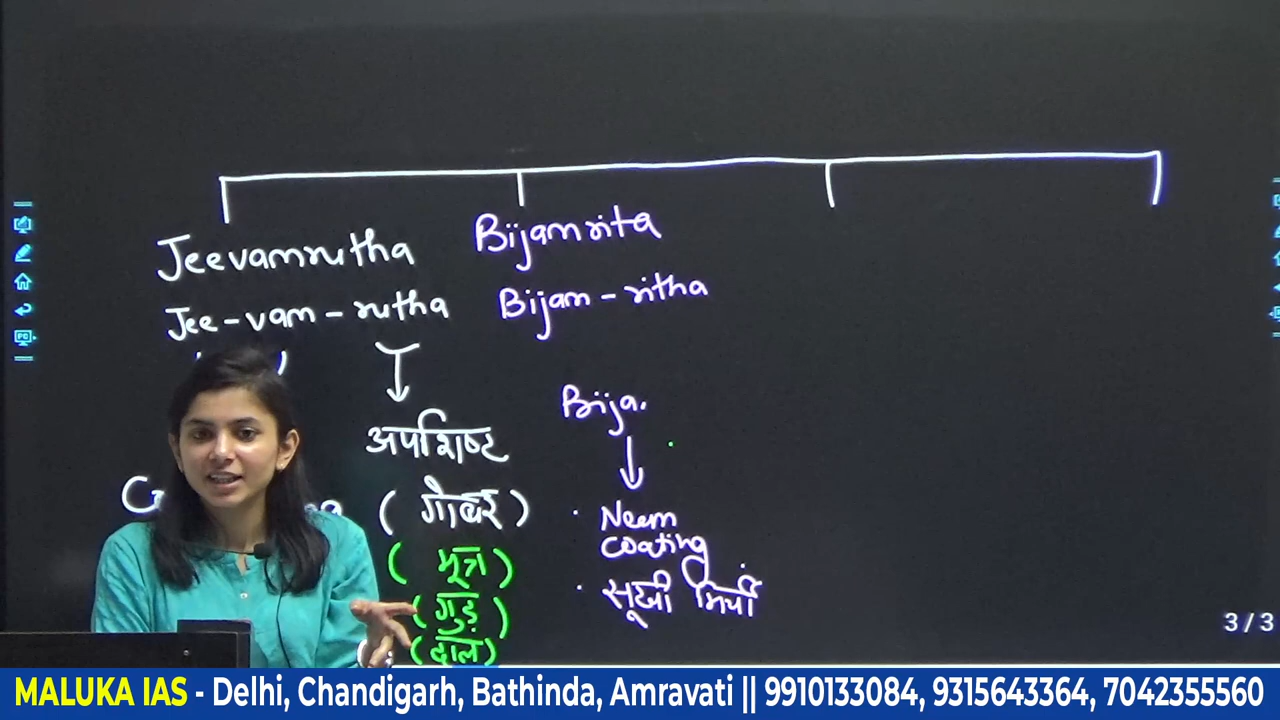 Jeevamrutha
Jee-vam-rutha
अपशिष्ट
(गोबर)
(मूत्र)
(गुड़)
(दाल)
Bijamrita
Bijam-ritha
Bija.
Neem
coating
सूखी मिर्ची
3/3
PC
MALUKA IAS - Delhi, Chandigarh, Bathinda, Amravati || 9910133084, 9315643364, 7042355560